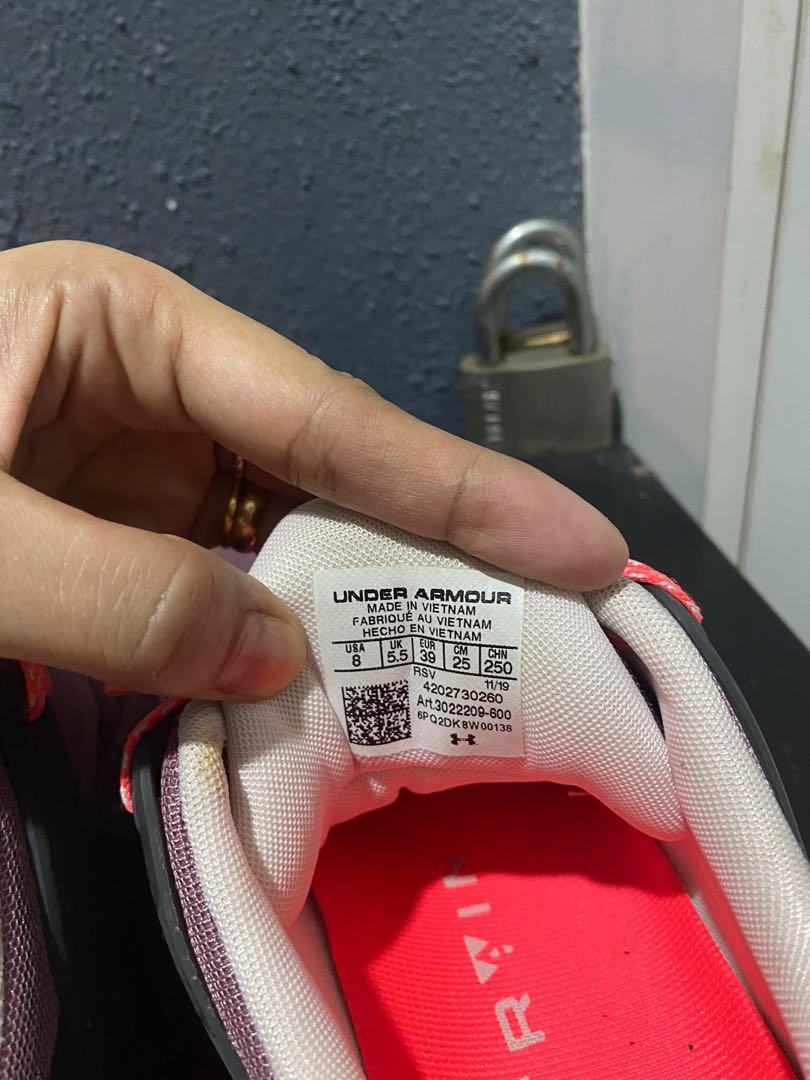 UNDER ARMOUR
MADE IN VIETNAM
FABRIQUÉ AU VIETNAM
HECHO EN VIETNAM
USA UK EUR CM CHN
8 5.5 39 25 250
RSV 11/19
4202730260
Art.3022209-600
6PQ2DK8W00138